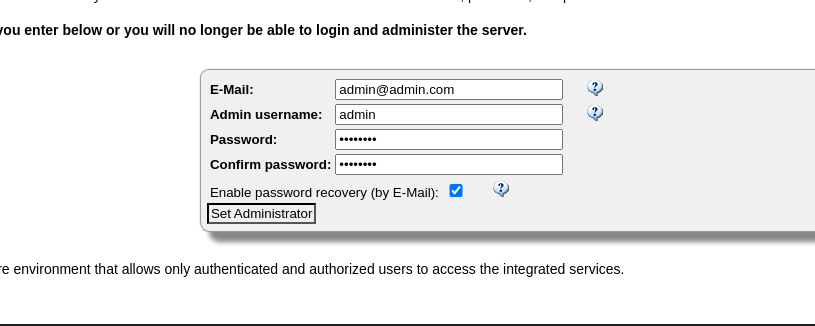 you enter below or you will no longer be able to login and administer the server.
E-Mail: admin@admin.com
Admin username: admin
Password: ••••••••
Confirm password: ••••••••
Enable password recovery (by E-Mail):
Set Administrator
re environment that allows only authenticated and authorized users to access the integrated services.